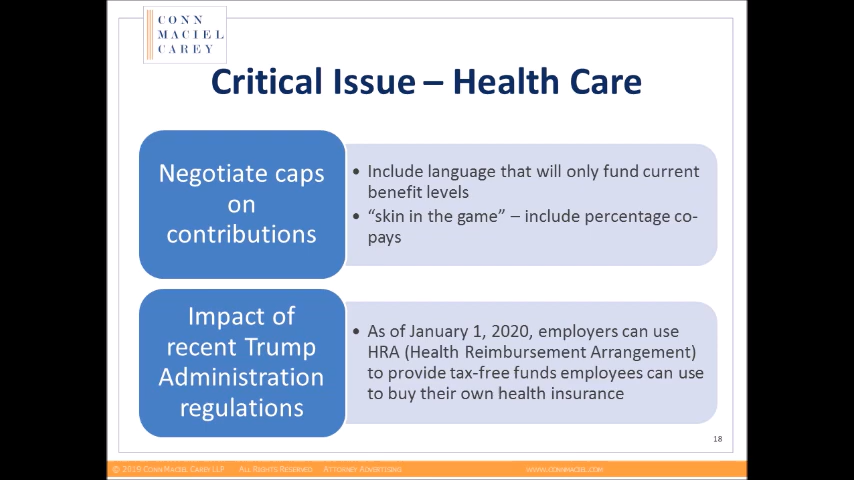 CONN
MACIEL
CAREY
Critical Issue – Health Care
Negotiate caps
on
contributions
• Include language that will only fund current
benefit levels
• “skin in the game” – include percentage co-
pays
Impact of
recent Trump
Administration
regulations
• As of January 1, 2020, employers can use
HRA (Health Reimbursement Arrangement)
to provide tax-free funds employees can use
to buy their own health insurance
18
© 2019 CONN MACIEL CAREY LLP ALL RIGHTS RESERVED ATTORNEY ADVERTISING WWW.CONNMACIEL.COM